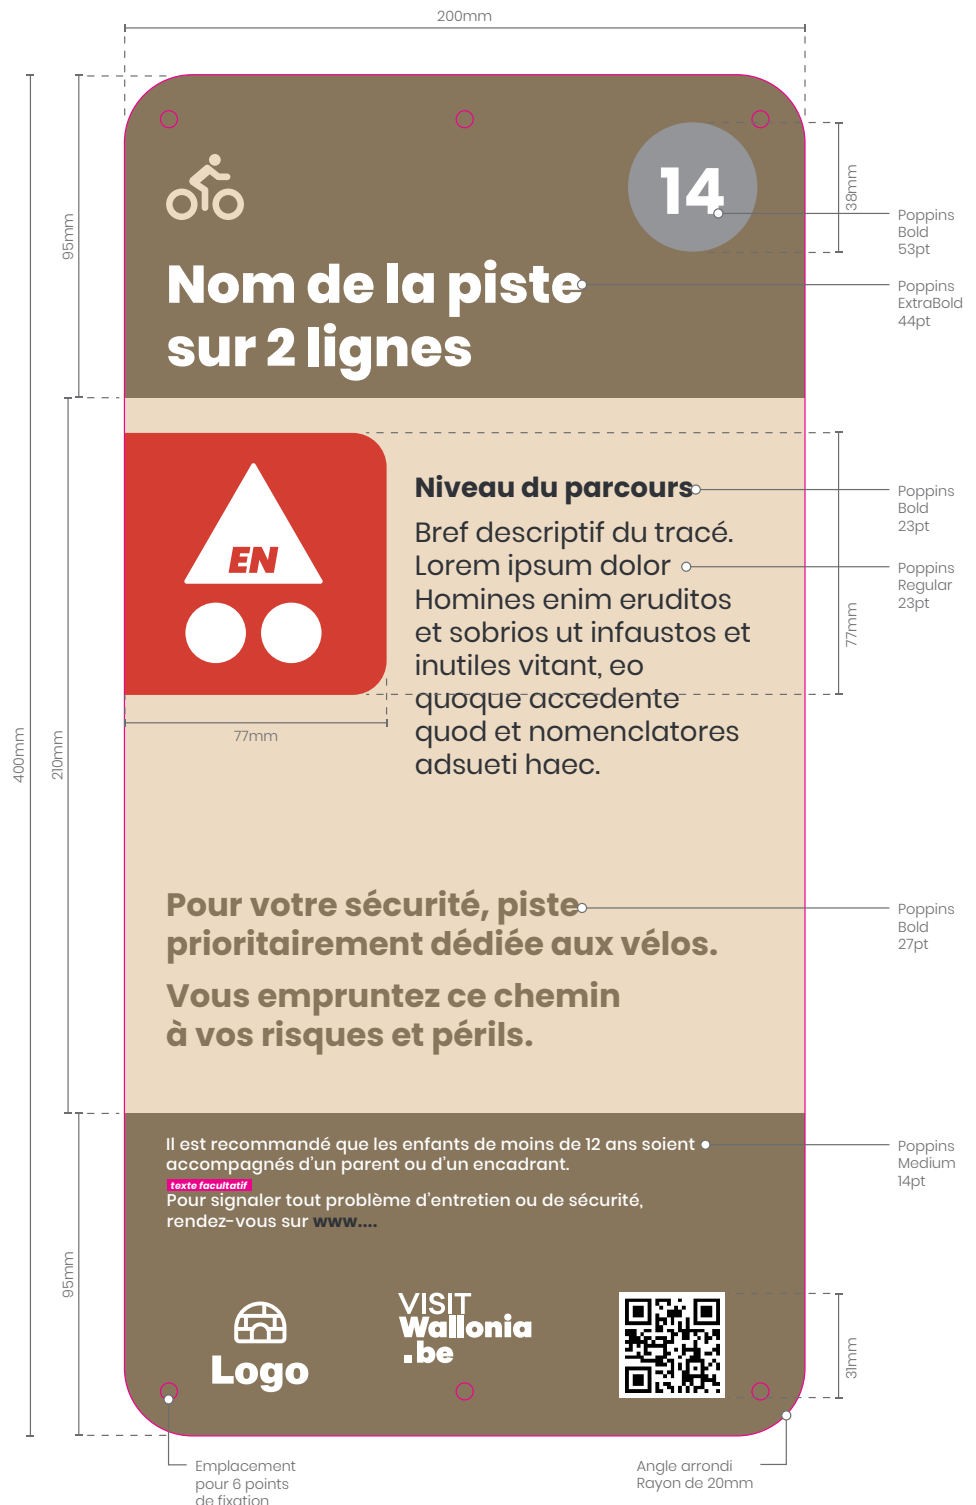 200mm
95mm
14
38mm
Poppins
Bold
53pt
Nom de la piste
sur 2 lignes
Poppins
ExtraBold
44pt
400mm
210mm
EN
77mm
Niveau du parcours
Poppins
Bold
23pt
Bref descriptif du tracé.
Lorem ipsum dolor
Homines enim eruditos
et sobrios ut infaustos et
inutiles vitant, eo
quoque accedente
quod et nomenclatores
adsueti haec.
Poppins
Regular
23pt
77mm
Pour votre sécurité, piste
prioritairement dédiée aux vélos.
Poppins
Bold
27pt
Vous empruntez ce chemin
à vos risques et périls.
Il est recommandé que les enfants de moins de 12 ans soient
accompagnés d'un parent ou d'un encadrant.
Poppins
Medium
14pt
texte facultatif
Pour signaler tout problème d'entretien ou de sécurité,
rendez-vous sur www....
95mm
Logo
VISIT
Wallonia
.be
31mm
Emplacement
pour 6 points
de fixation
Angle arrondi
Rayon de 20mm